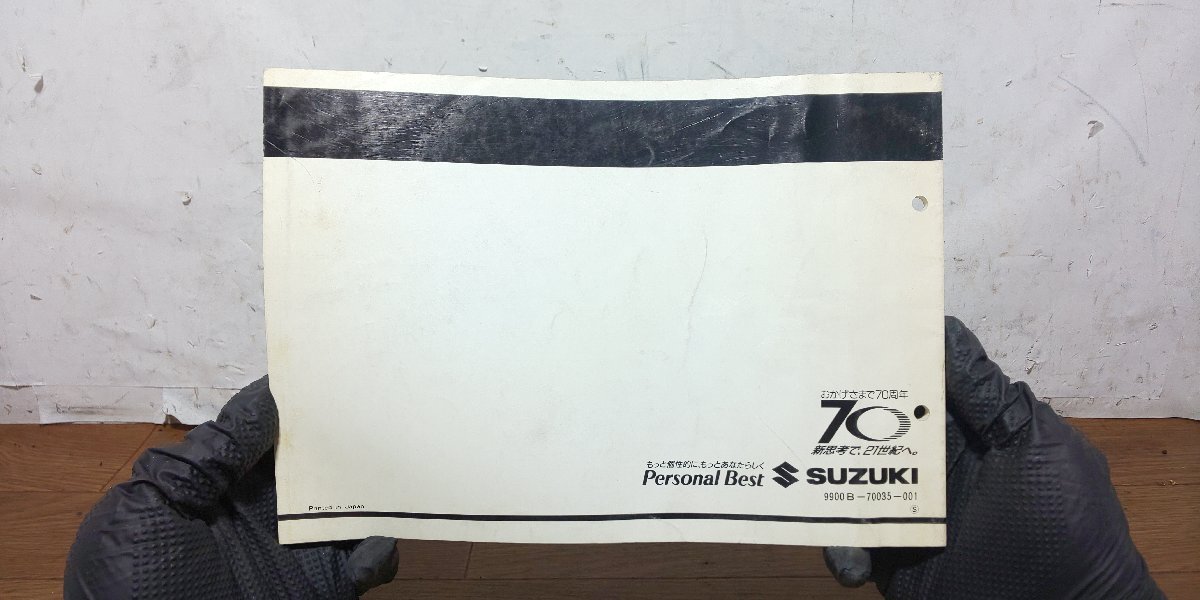 おかげさまで70周年
70
新思考で、21世紀へ。
もっと個性的に、もっとあなたらしく
Personal Best SUZUKI
9900B-70035-001
Printed in Japan
S